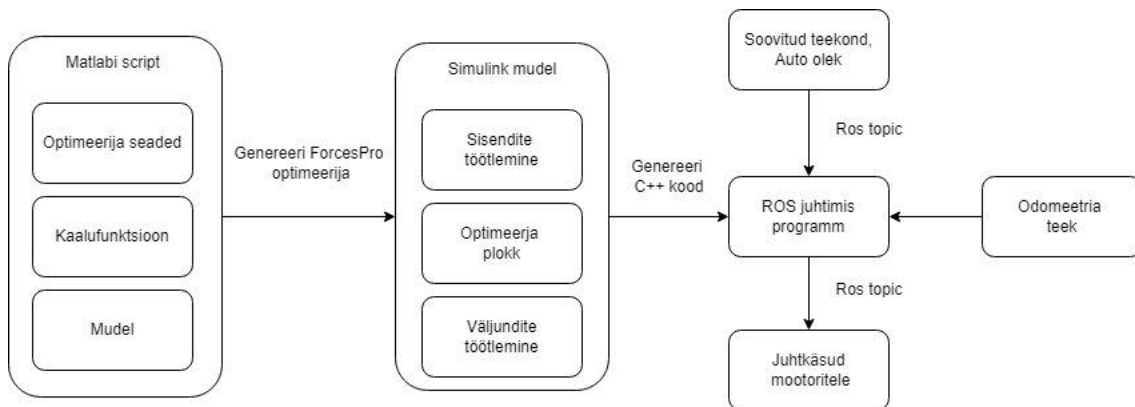 Matlabi script
Optimeerija seaded
Kaalufunktsioon
Mudel
Genereeri ForcesPro
optimeerija
Simulink mudel
Sisendite
töötlemine
Optimeerja
plokk
Väljundite
töötlemine
Genereeri
C++ kood
Soovitud teekond,
Auto olek
Ros topic
ROS juhtimis
programm
Odomeetria
teek
Ros topic
Juhtkäsud
mootoritele